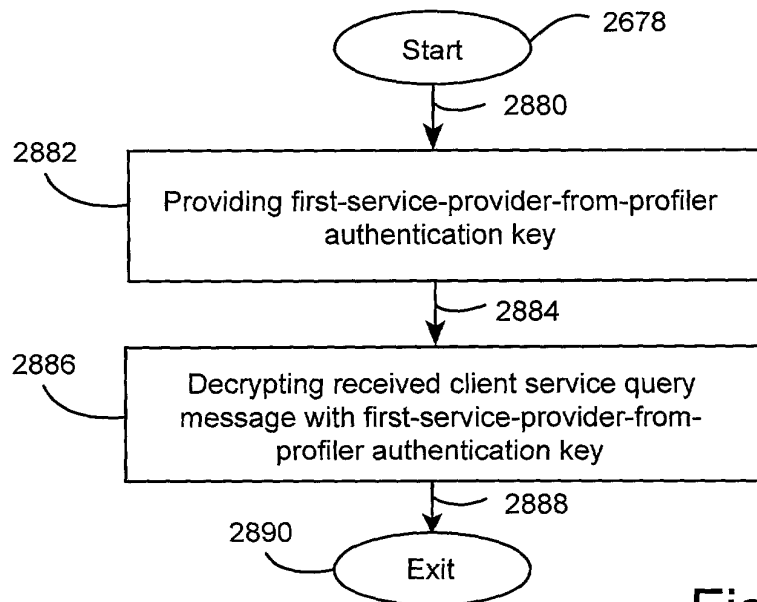 Start
2678
2880
2882
Providing first-service-provider-from-profiler
authentication key
2884
2886
Decrypting received client service query
message with first-service-provider-from-
profiler authentication key
2888
2890
Exit